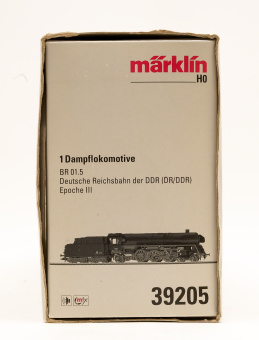 märklin
H0
1 Dampflokomotive
BR 01.5
Deutsche Reichsbahn der DDR (DR/DDR)
Epoche III
39205